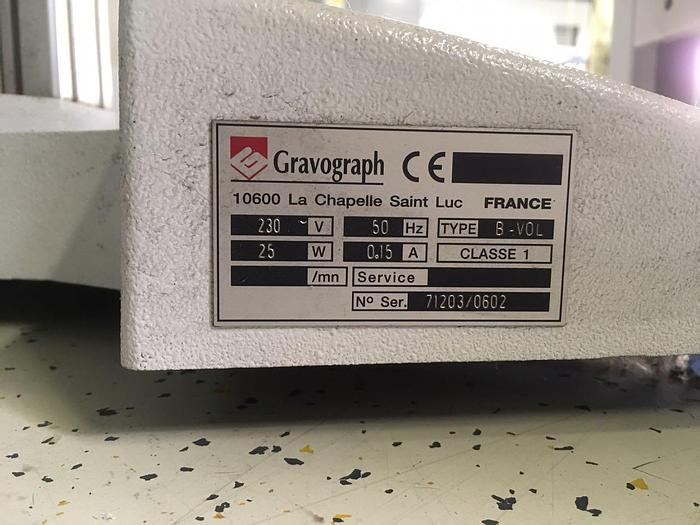 Gravograph CE
10600 La Chapelle Saint Luc FRANCE
230 ~ V 50 Hz TYPE B-VOL
25 W 0.15 A CLASSE 1
/mn Service
Nº Ser. 71203/0602